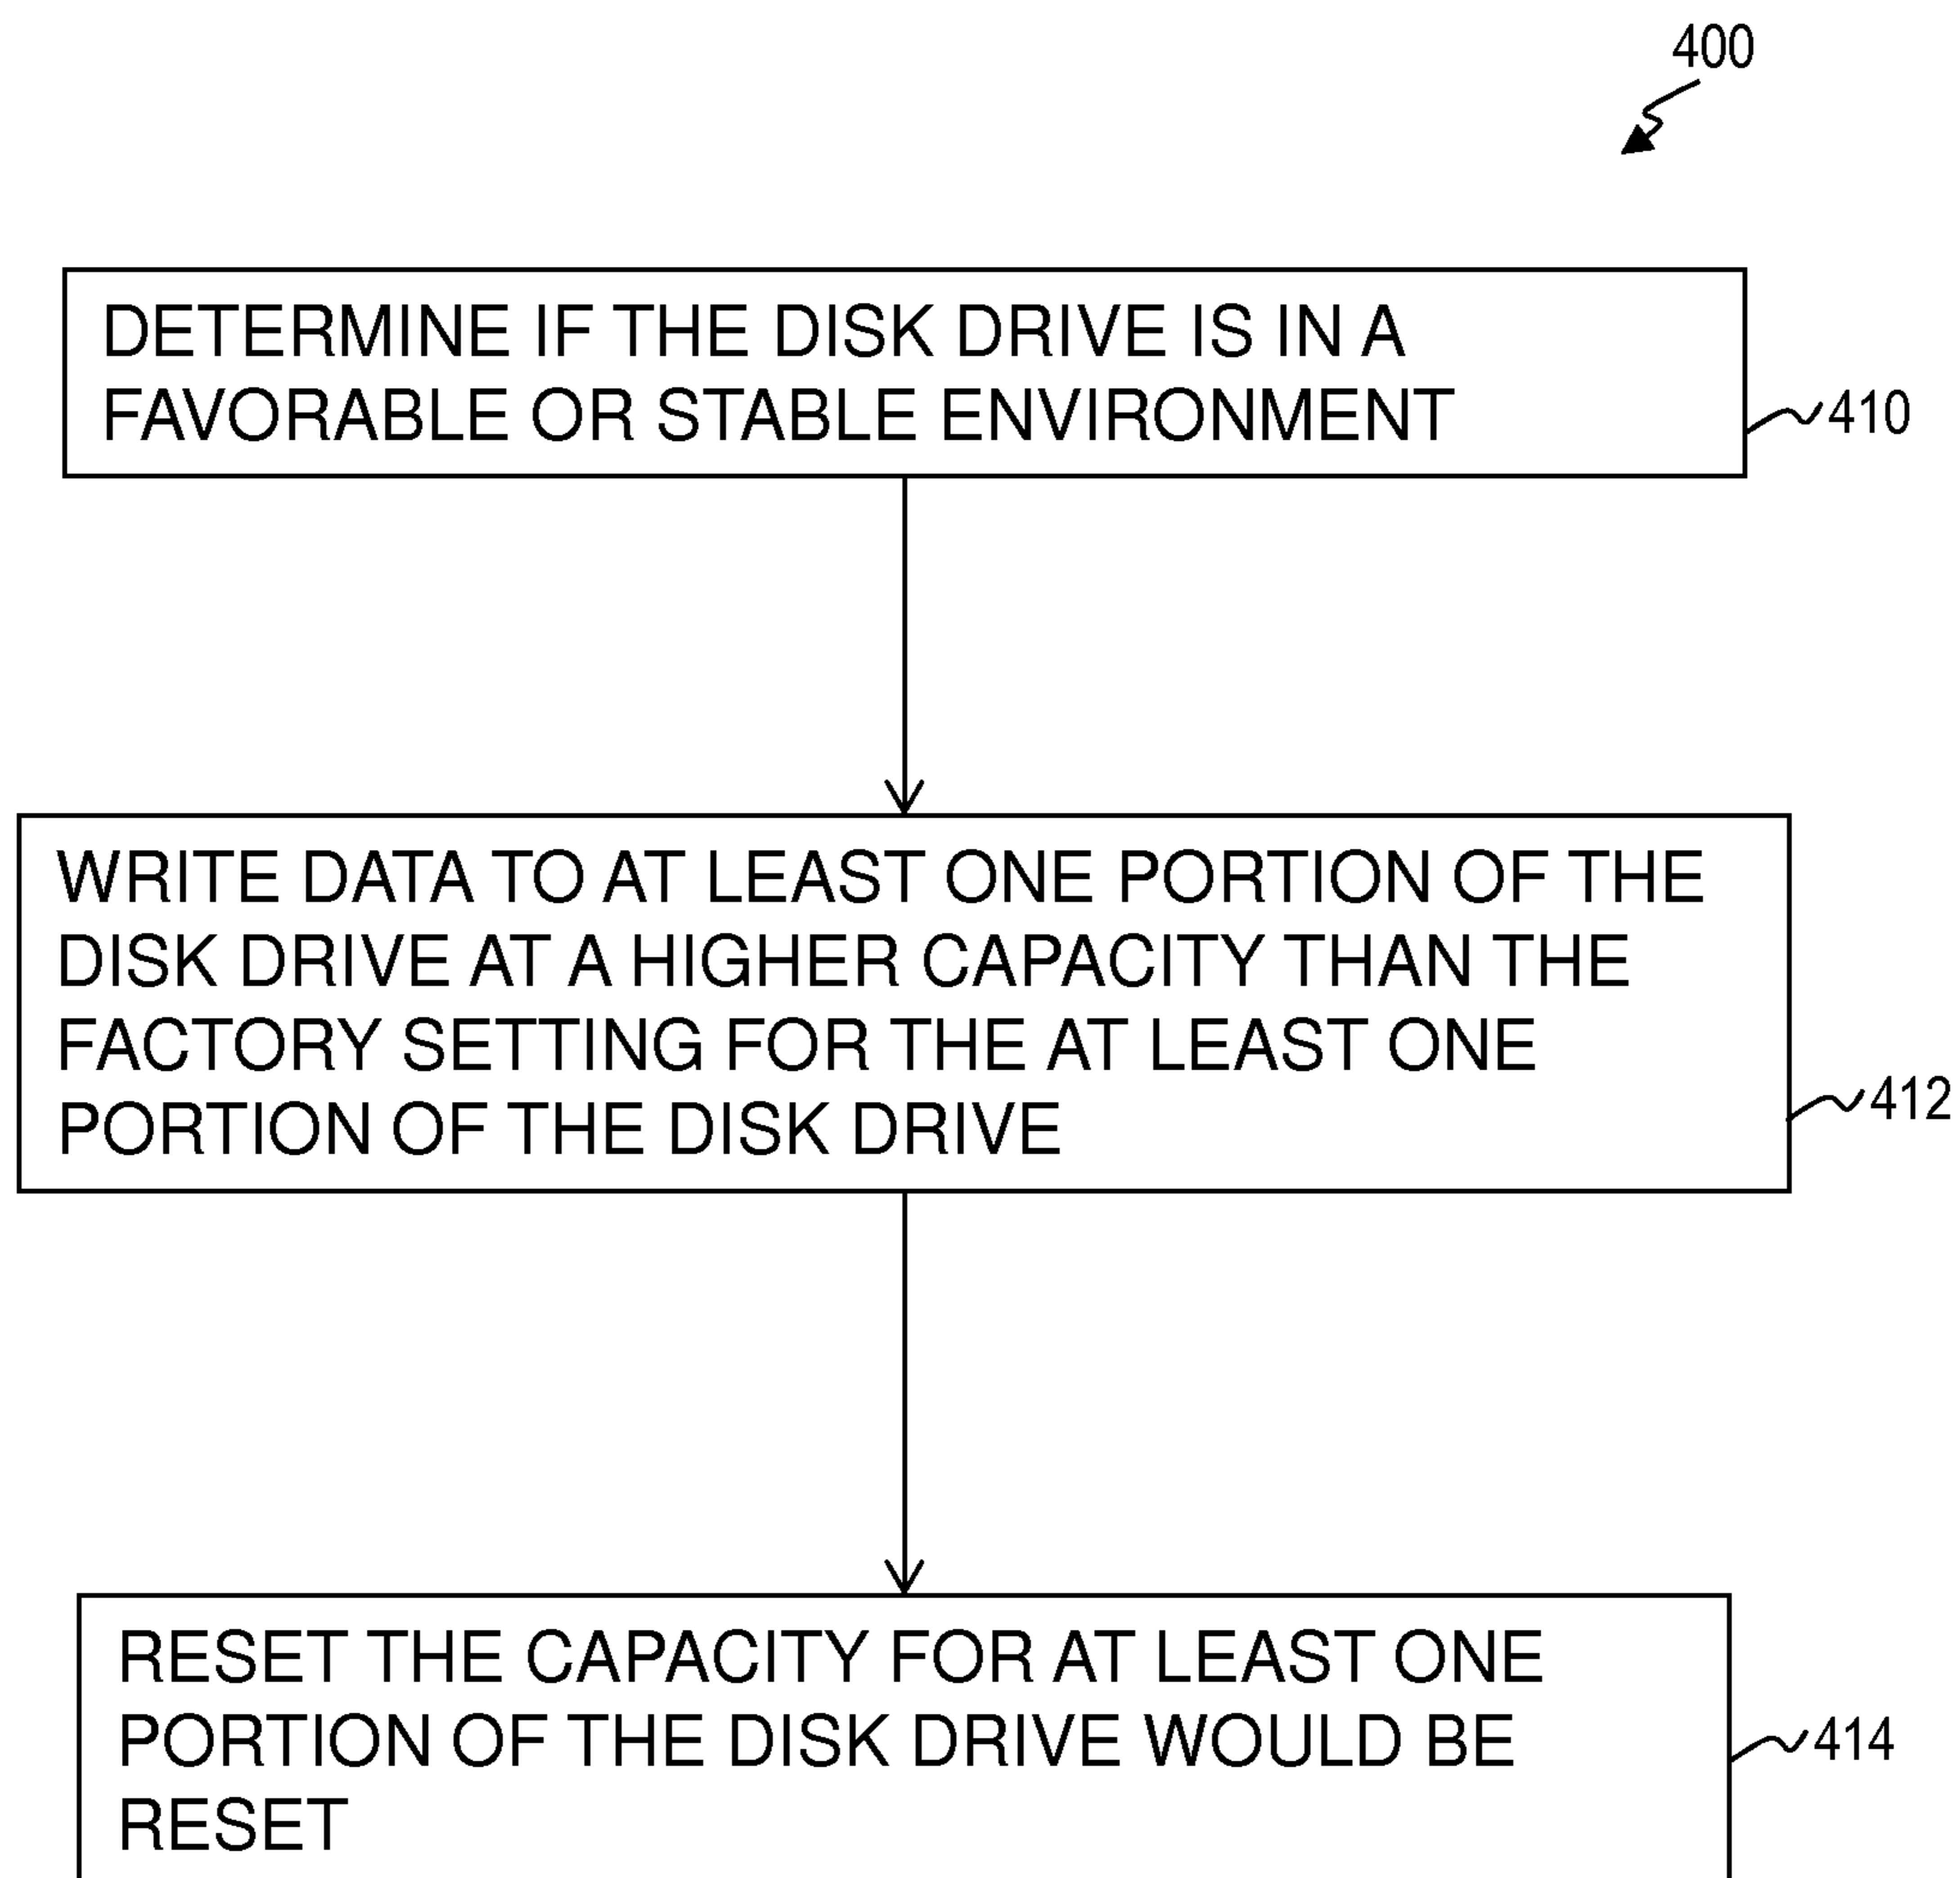 400
DETERMINE IF THE DISK DRIVE IS IN A
FAVORABLE OR STABLE ENVIRONMENT
410
WRITE DATA TO AT LEAST ONE PORTION OF THE
DISK DRIVE AT A HIGHER CAPACITY THAN THE
FACTORY SETTING FOR THE AT LEAST ONE
PORTION OF THE DISK DRIVE
412
RESET THE CAPACITY FOR AT LEAST ONE
PORTION OF THE DISK DRIVE WOULD BE
RESET
414